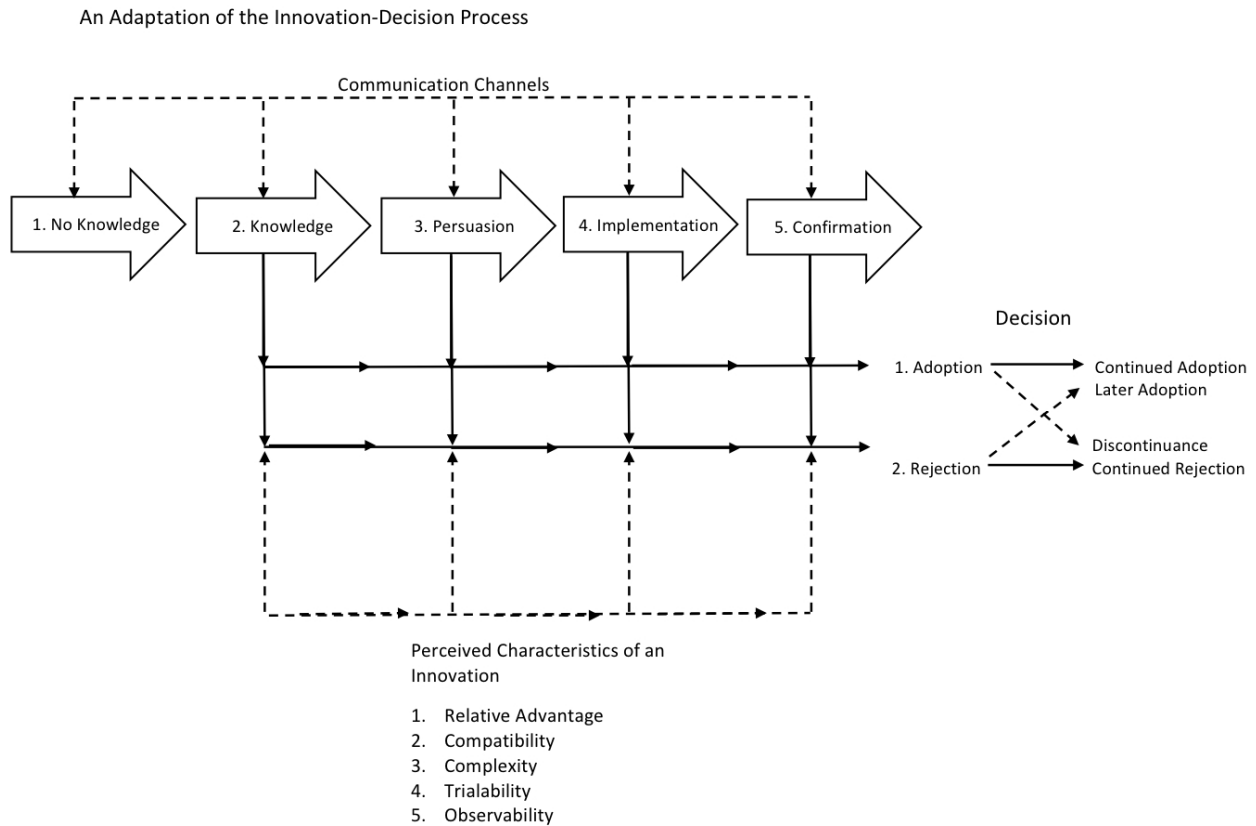 An Adaptation of the Innovation-Decision Process
Communication Channels
1. No Knowledge
2. Knowledge
3. Persuasion
4. Implementation
5. Confirmation
Decision
1. Adoption
Continued Adoption
Later Adoption
Discontinuance
2. Rejection
Continued Rejection
Perceived Characteristics of an
Innovation
1. Relative Advantage
2. Compatibility
3. Complexity
4. Trialability
5. Observability